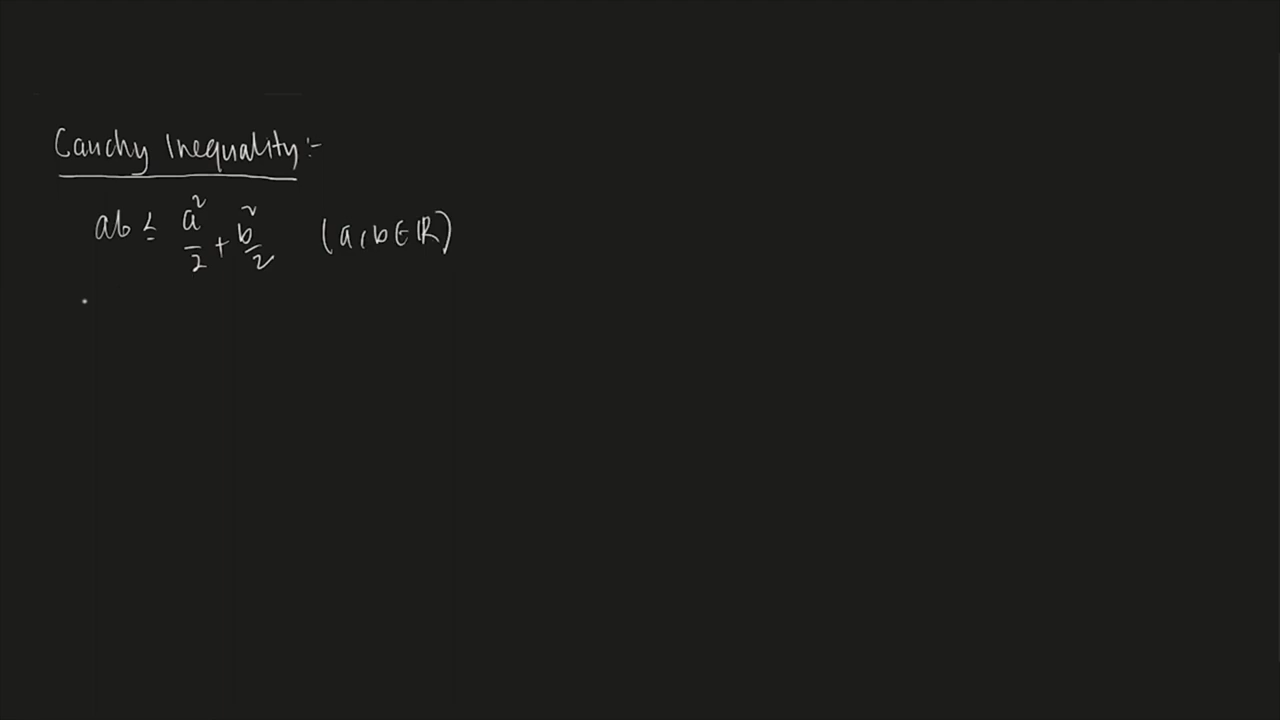 Cauchy Inequality:-
ab ≤ a²/2 + b²/2 (a, b ∈ ℝ)